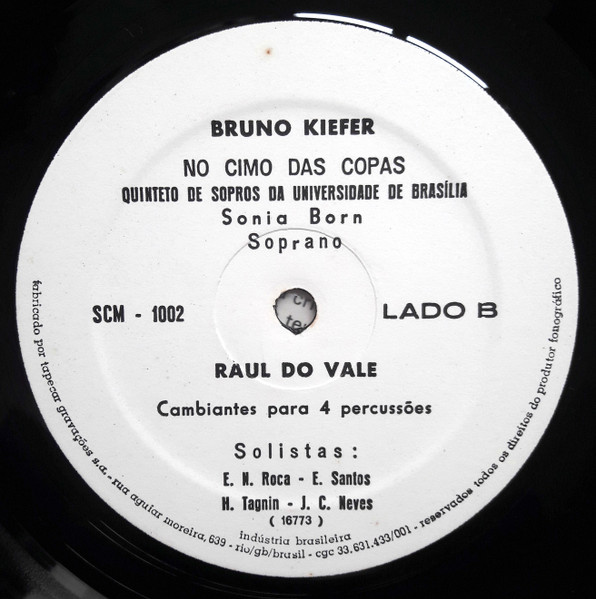 BRUNO KIEFER
NO CIMO DAS COPAS
QUINTETO DE SOPROS DA UNIVERSIDADE DE BRASÍLIA
Sonia Born
Soprano
SCM - 1002
LADO B
RAUL DO VALE
Cambiantes para 4 percussões
Solistas:
E. N. Roca - E. Santos
H. Tagnin - J. C. Neves
( 16773 )
indústria brasileira
fabricado por tapecar gravações s.a. - rua aguiar moreira, 639 - rio/gb/brasil - cgc 33.631.433/001 - reservados todos os direitos do produtor fonográfico